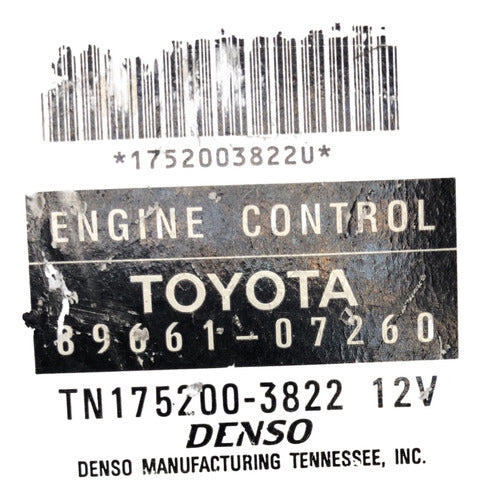 *1752003822U*
ENGINE CONTROL
TOYOTA
89661-07260
TN175200-3822 12V
DENSO
DENSO MANUFACTURING TENNESSEE, INC.